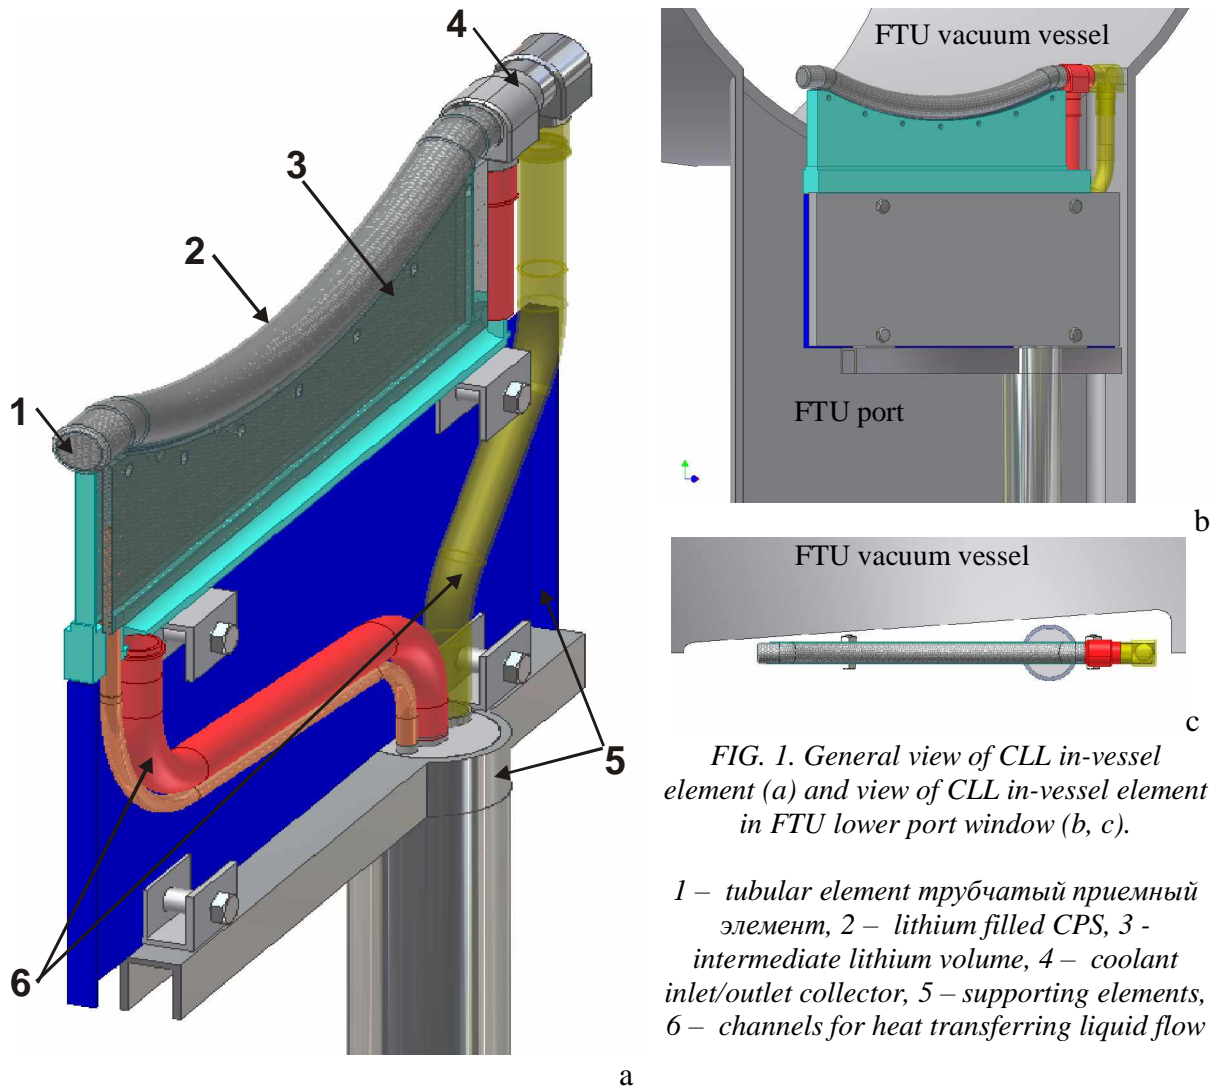 4
3
2
1
5
6
a
FTU vacuum vessel
FTU port
b
FTU vacuum vessel
c
FIG. 1. General view of CLL in-vessel
element (a) and view of CLL in-vessel element
in FTU lower port window (b, c).
1 – tubular element трубчатый приемный
элемент, 2 – lithium filled CPS, 3 -
intermediate lithium volume, 4 – coolant
inlet/outlet collector, 5 – supporting elements,
6 – channels for heat transferring liquid flow